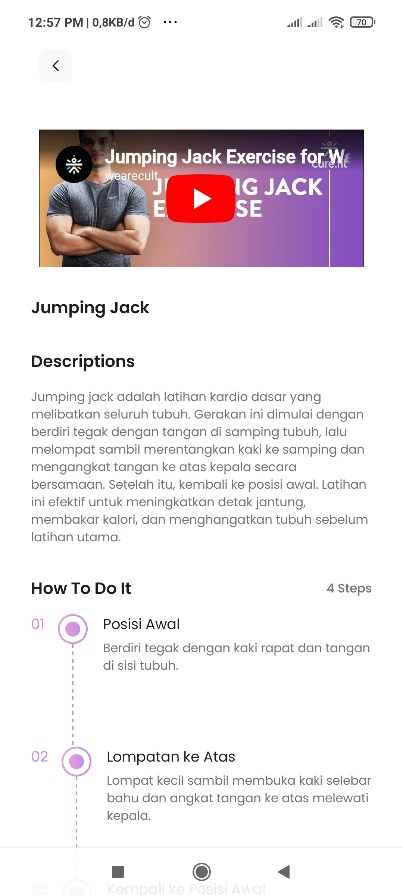 12:57 PM | 0,8KB/d
70
Jumping Jack Exercise for W
wearecult
cure.fit
JACK
Jumping Jack
Descriptions
Jumping jack adalah latihan kardio dasar yang
melibatkan seluruh tubuh. Gerakan ini dimulai dengan
berdiri tegak dengan tangan di samping tubuh, lalu
melompat sambil merentangkan kaki ke samping dan
mengangkat tangan ke atas kepala secara
bersamaan. Setelah itu, kembali ke posisi awal. Latihan
ini efektif untuk meningkatkan detak jantung,
membakar kalori, dan menghangatkan tubuh sebelum
latihan utama.
How To Do It
4 Steps
01
Posisi Awal
Berdiri tegak dengan kaki rapat dan tangan
di sisi tubuh.
02
Lompatan ke Atas
Lompat kecil sambil membuka kaki selebar
bahu dan angkat tangan ke atas melewati
kepala.
03
Kembali ke Posisi Awal